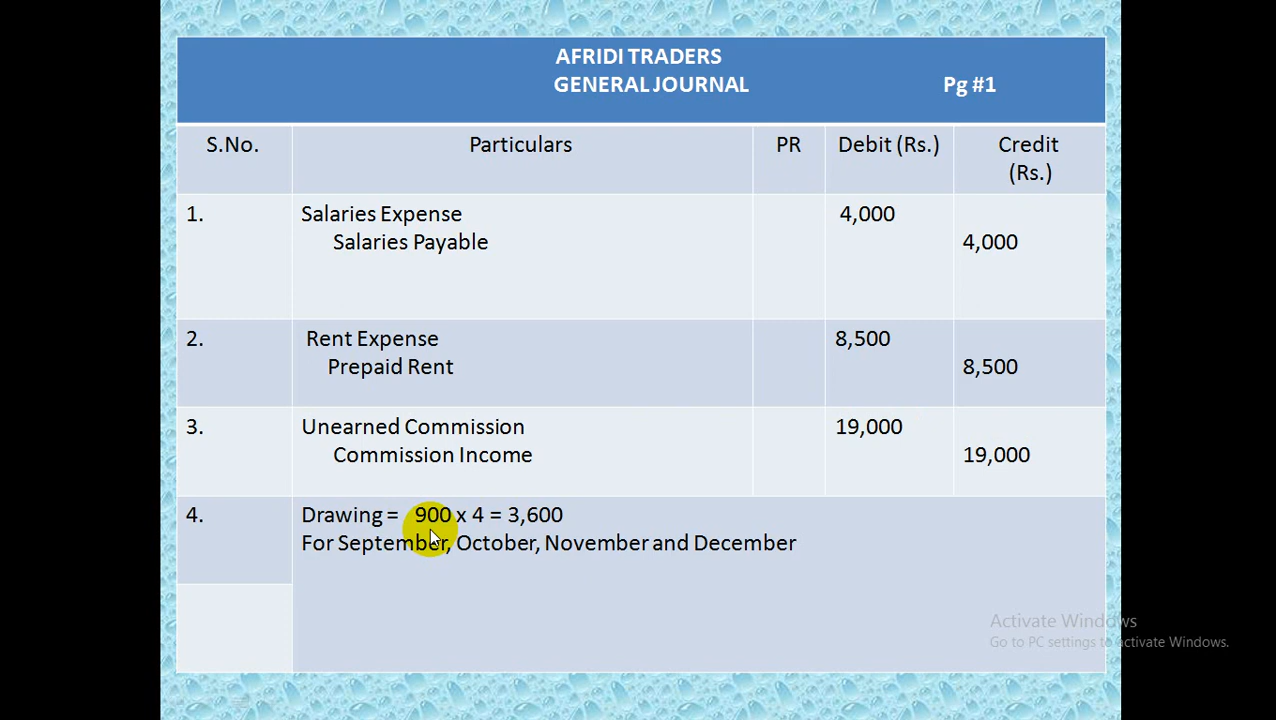 AFRIDI TRADERS
GENERAL JOURNAL Pg #1
S.No. Particulars PR Debit (Rs.) Credit (Rs.)
1. Salaries Expense 4,000
Salaries Payable 4,000
2. Rent Expense 8,500
Prepaid Rent 8,500
3. Unearned Commission 19,000
Commission Income 19,000
4. Drawing = 900 x 4 = 3,600
For September, October, November and December
Activate Windows
Go to PC settings to activate Windows.